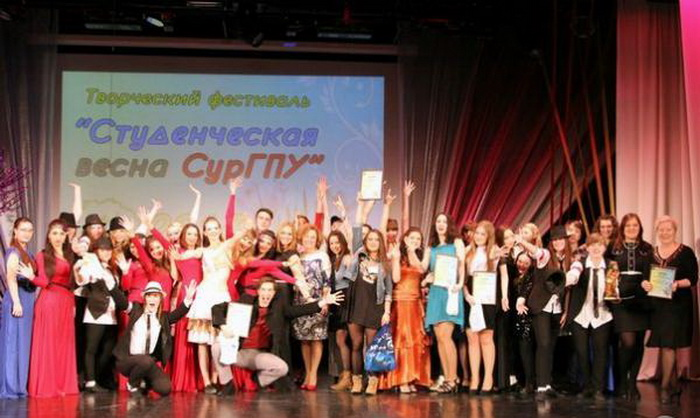 Творческий фестиваль
"Студенческая
весна СурГПУ"